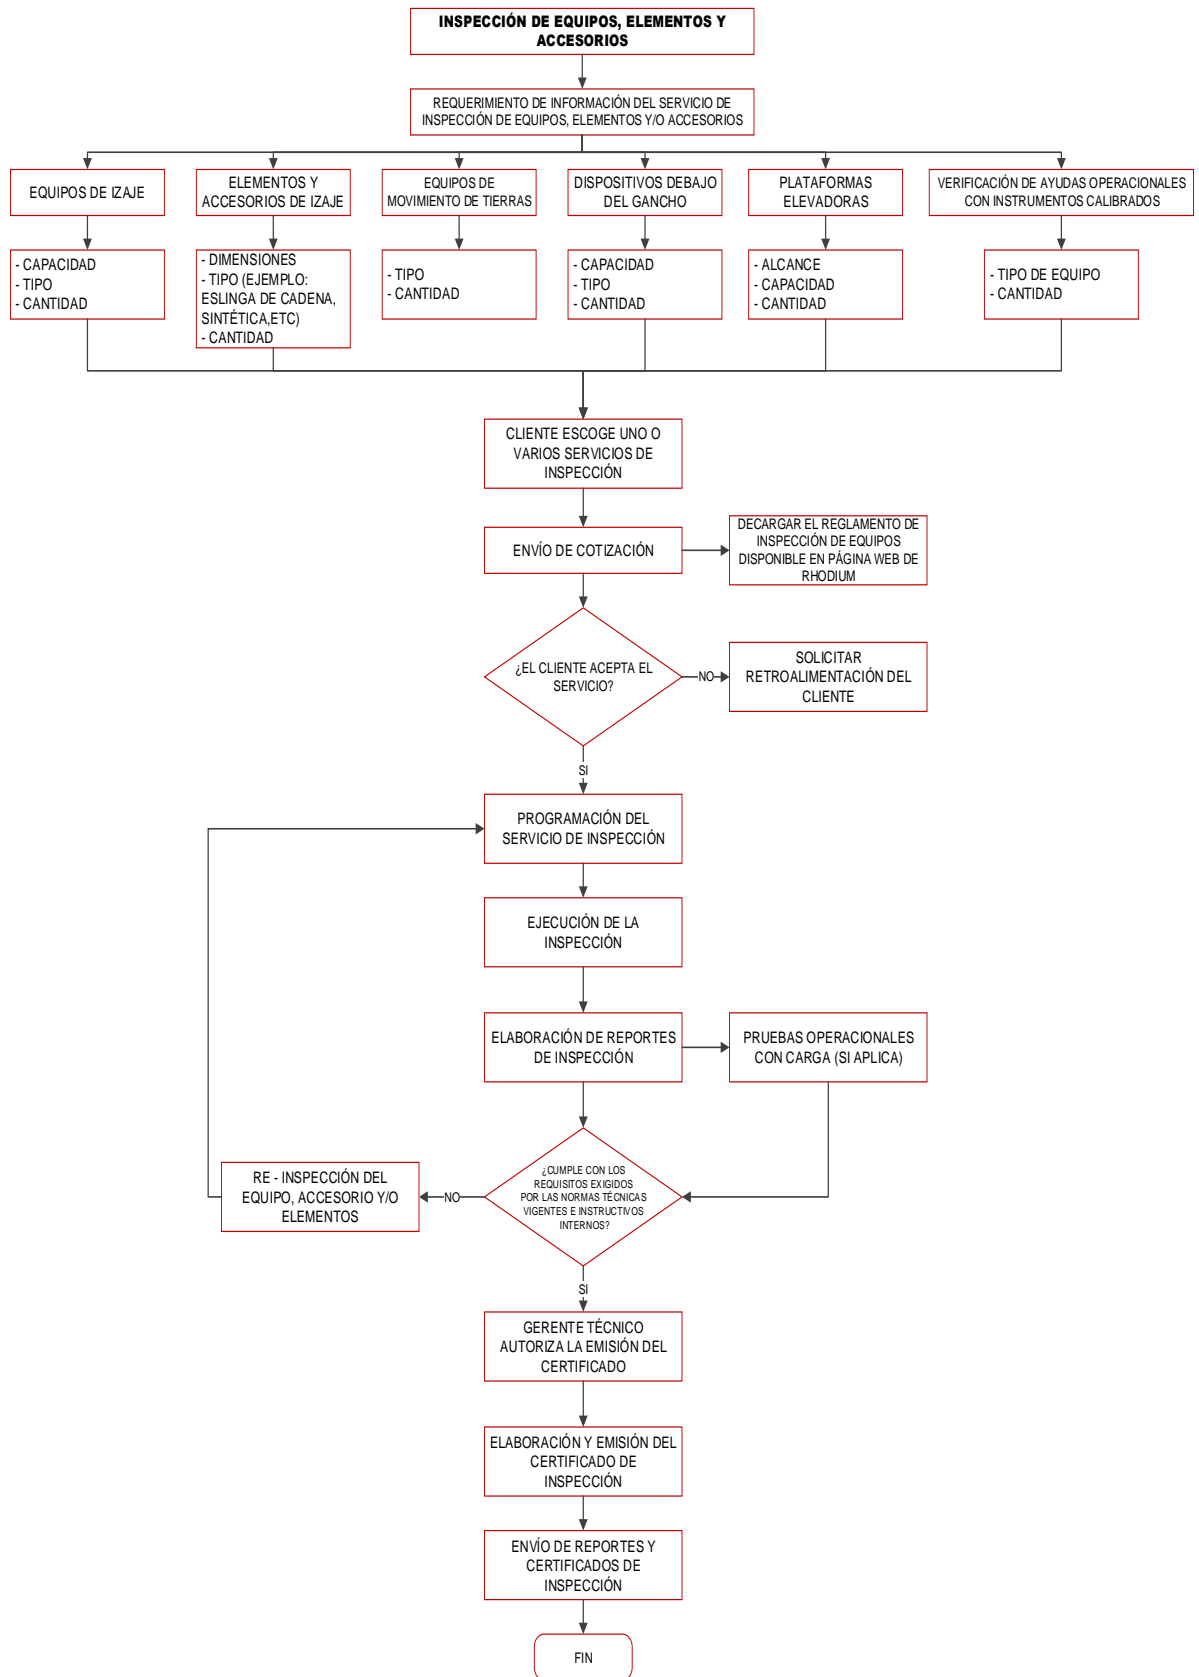 INSPECCIÓN DE EQUIPOS, ELEMENTOS Y
ACCESORIOS
REQUERIMIENTO DE INFORMACIÓN DEL SERVICIO DE
INSPECCIÓN DE EQUIPOS, ELEMENTOS Y/O ACCESORIOS
EQUIPOS DE IZAJE
ELEMENTOS Y
ACCESORIOS DE IZAJE
EQUIPOS DE
MOVIMIENTO DE TIERRAS
DISPOSITIVOS DEBAJO
DEL GANCHO
PLATAFORMAS
ELEVADORAS
VERIFICACIÓN DE AYUDAS OPERACIONALES
CON INSTRUMENTOS CALIBRADOS
- CAPACIDAD
- TIPO
- CANTIDAD
- DIMENSIONES
- TIPO (EJEMPLO:
ESLINGA DE CADENA,
SINTÉTICA,ETC)
- CANTIDAD
- TIPO
- CANTIDAD
- CAPACIDAD
- TIPO
- CANTIDAD
- ALCANCE
- CAPACIDAD
- CANTIDAD
- TIPO DE EQUIPO
- CANTIDAD
CLIENTE ESCOGE UNO O
VARIOS SERVICIOS DE
INSPECCIÓN
ENVÍO DE COTIZACIÓN
DECARGAR EL REGLAMENTO DE
INSPECCIÓN DE EQUIPOS
DISPONIBLE EN PÁGINA WEB DE
RHODIUM
¿EL CLIENTE ACEPTA EL
SERVICIO?
NO
SOLICITAR
RETROALIMENTACIÓN DEL
CLIENTE
SI
PROGRAMACIÓN DEL
SERVICIO DE INSPECCIÓN
EJECUCIÓN DE LA
INSPECCIÓN
ELABORACIÓN DE REPORTES
DE INSPECCIÓN
PRUEBAS OPERACIONALES
CON CARGA (SI APLICA)
¿CUMPLE CON LOS
REQUISITOS EXIGIDOS
POR LAS NORMAS TÉCNICAS
VIGENTES E INSTRUCTIVOS
INTERNOS?
NO
RE - INSPECCIÓN DEL
EQUIPO, ACCESORIO Y/O
ELEMENTOS
SI
GERENTE TÉCNICO
AUTORIZA LA EMISIÓN DEL
CERTIFICADO
ELABORACIÓN Y EMISIÓN DEL
CERTIFICADO DE
INSPECCIÓN
ENVÍO DE REPORTES Y
CERTIFICADOS DE
INSPECCIÓN
FIN